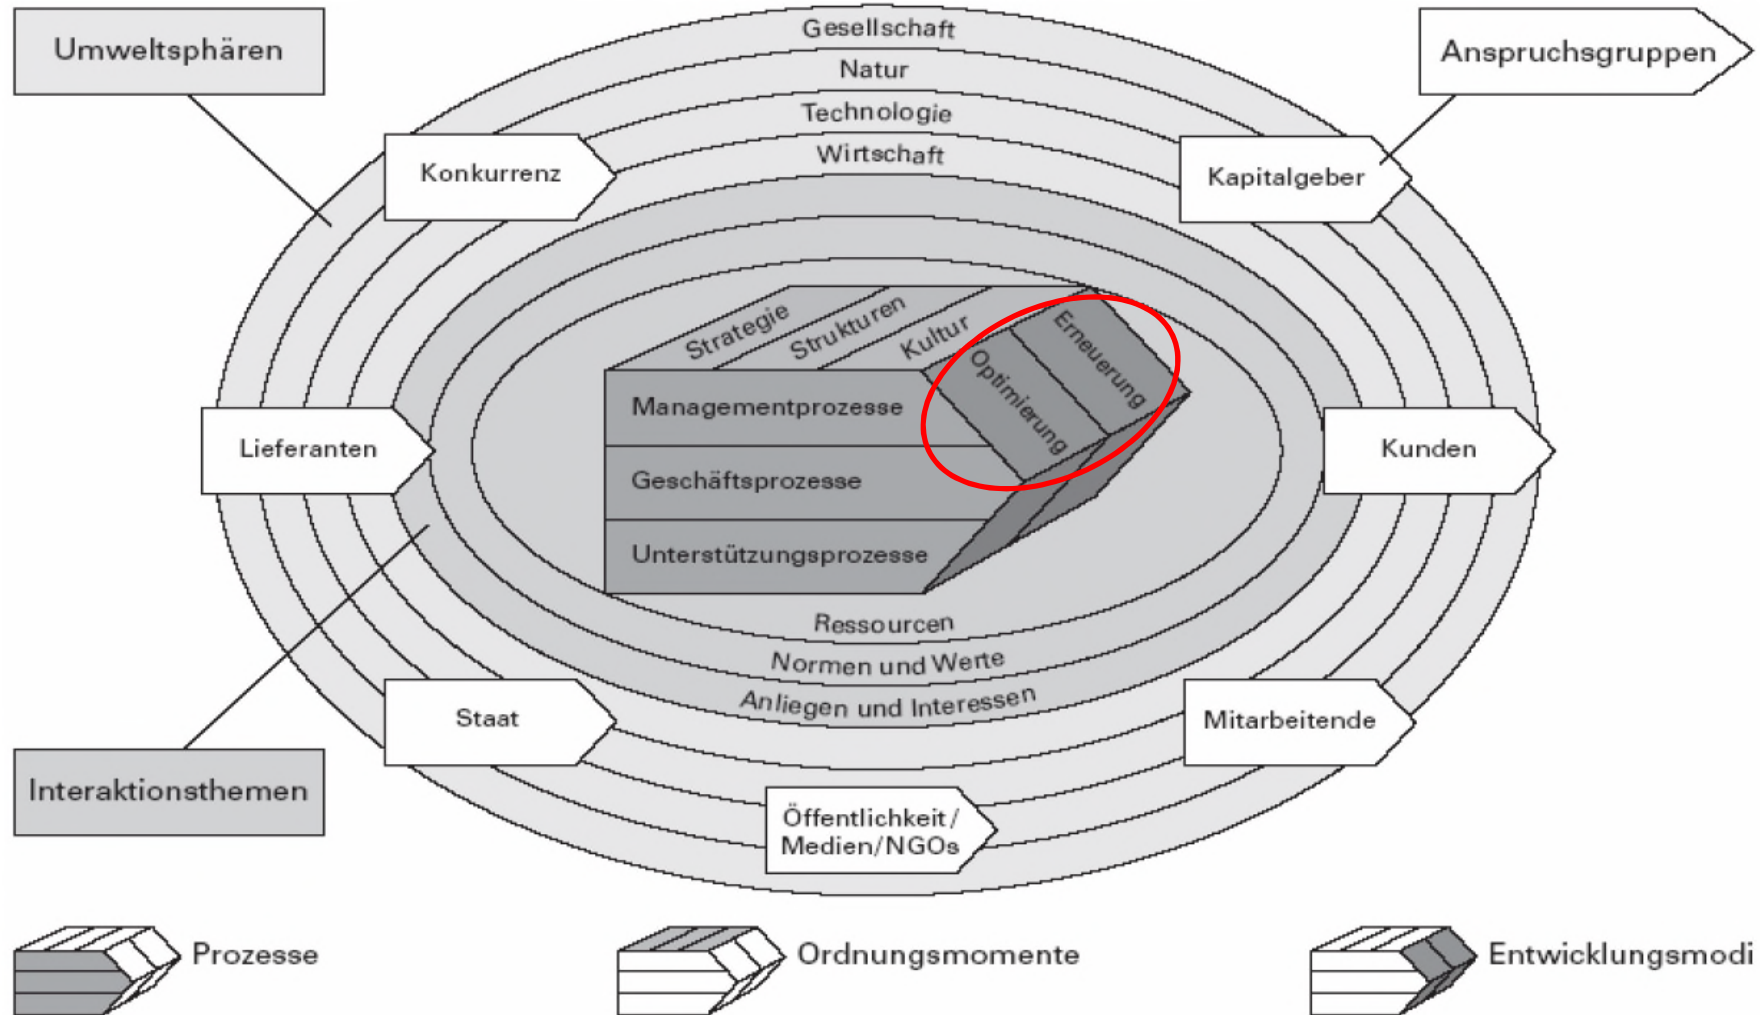 Umweltsphären
Anspruchsgruppen
Gesellschaft
Natur
Technologie
Wirtschaft
Konkurrenz
Kapitalgeber
Strategie
Strukturen
Kultur
Optimierung
Erneuerung
Managementprozesse
Geschäftsprozesse
Unterstützungsprozesse
Lieferanten
Kunden
Ressourcen
Normen und Werte
Anliegen und Interessen
Staat
Mitarbeitende
Interaktionsthemen
Öffentlichkeit/
Medien/NGOs
Prozesse
Ordnungsmomente
Entwicklungsmodi